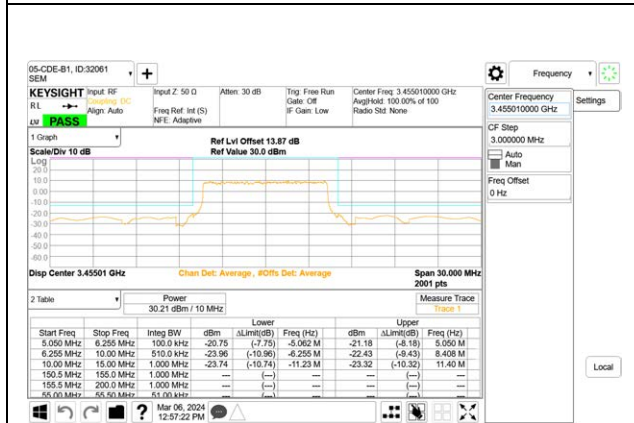 05-CDE-B1, ID:32061
SEM
Frequency
KEYSIGHT Input: RF Input Z: 50 Ω Atten: 30 dB Trig: Free Run Center Freq: 3.455010000 GHz
RL Coupling: DC Gate: Off Avg|Hold: 100.00% of 100
Align: Auto Freq Ref: Int (S) IF Gain: Low Radio Std: None
LXI PASS NFE: Adaptive
Center Frequency
3.455010000 GHz
Settings
CF Step
3.000000 MHz
Auto
Man
Freq Offset
0 Hz
1 Graph
Ref Lvl Offset 13.87 dB
Scale/Div 10 dB Ref Value 30.0 dBm
Log
20.0
10.0
0.00
-10.0
-20.0
-30.0
-40.0
-50.0
-60.0
Disp Center 3.45501 GHz Chan Det: Average , #Offs Det: Average Span 30.000 MHz
2001 pts
2 Table Power Measure Trace
30.21 dBm / 10 MHz Trace 1
Lower Upper
Start Freq Stop Freq Integ BW dBm ΔLimit(dB) Freq (Hz) dBm ΔLimit(dB) Freq (Hz)
5.050 MHz 6.255 MHz 100.0 kHz -20.75 (-7.75) -5.062 M -21.18 (-8.18) 5.050 M
6.255 MHz 10.00 MHz 510.0 kHz -23.96 (-10.96) -6.255 M -22.43 (-9.43) 8.408 M
10.00 MHz 15.00 MHz 1.000 MHz -23.74 (-10.74) -11.23 M -23.32 (-10.32) 11.40 M
150.5 MHz 155.0 MHz 1.000 MHz --- (---) --- --- (---) ---
155.5 MHz 200.0 MHz 1.000 MHz --- (---) --- --- (---) ---
55.00 MHz 55.50 MHz 51.00 kHz --- (---) --- --- (---) ---
Local
Mar 06, 2024
12:57:22 PM